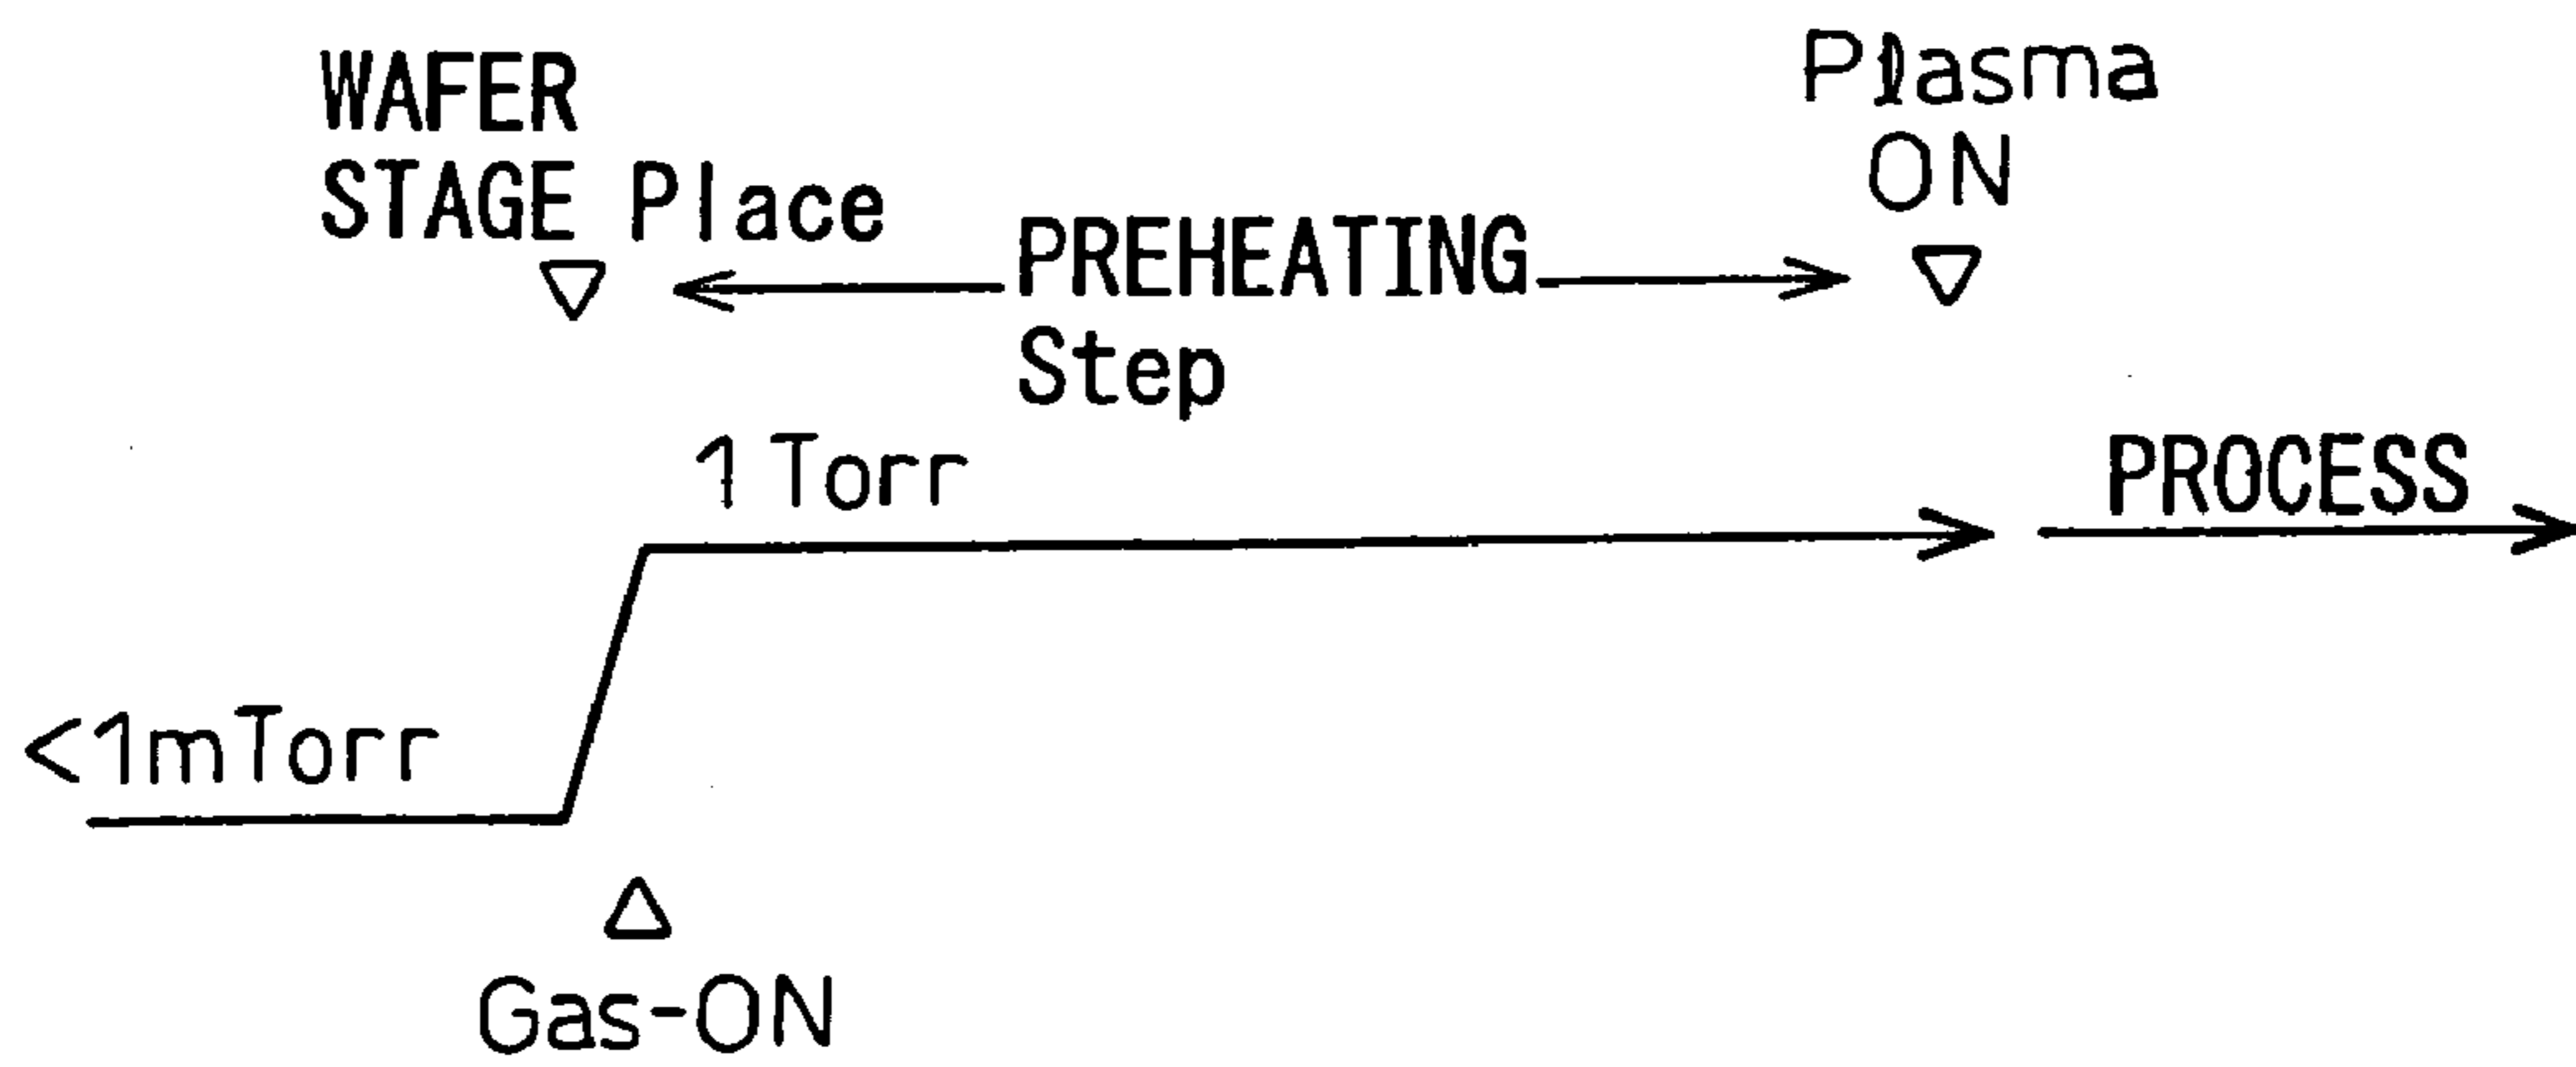 WAFER
STAGE Place
Plasma
ON
PREHEATING
Step
1 Torr
PROCESS
<1mTorr
Gas-ON